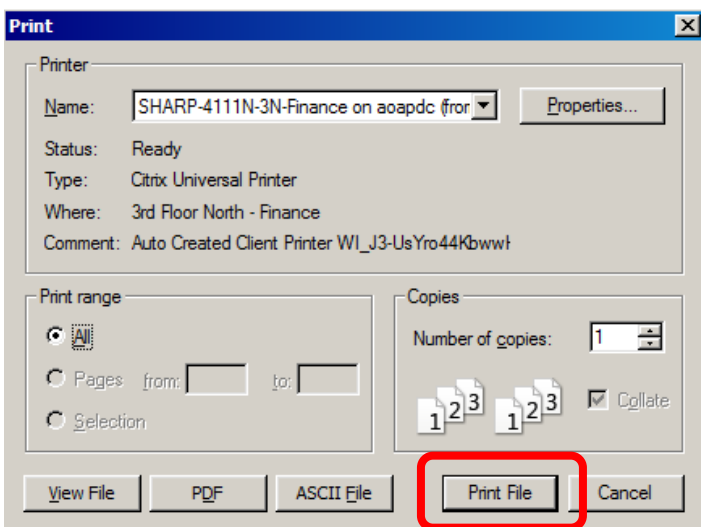 Print
Printer
Name: SHARP-4111N-3N-Finance on aoapdc (fror Properties...
Status: Ready
Type: Citrix Universal Printer
Where: 3rd Floor North - Finance
Comment: Auto Created Client Printer WI_J3-UsYro44Kbwwł
Print range
All
Pages from: to:
Selection
Copies
Number of copies: 1
1 2 3 1 2 3 Collate
View File PDF ASCII File Print File Cancel